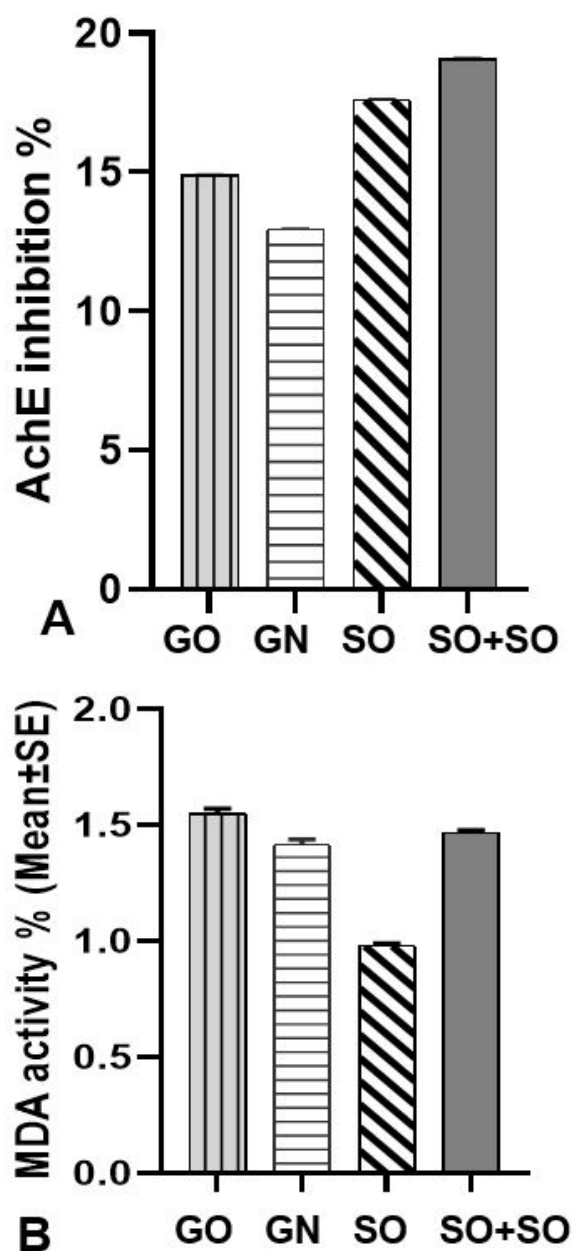 AchE inhibition %
20
15
10
5
0
A
GO GN SO SO+SO
MDA activity % (Mean±SE)
2.0
1.5
1.0
0.5
0.0
B
GO GN SO SO+SO